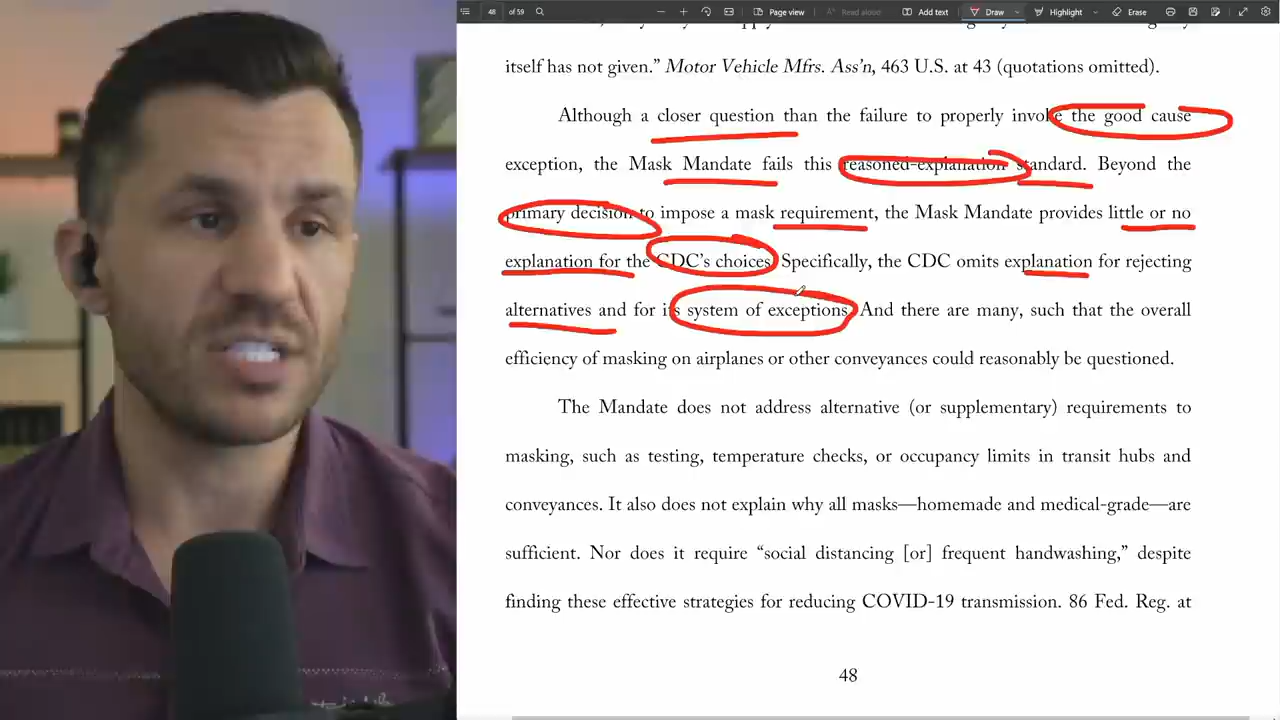 48 of 59 Page view Read aloud Add text Draw Highlight Erase
itself has not given.” Motor Vehicle Mfrs. Ass’n, 463 U.S. at 43 (quotations omitted).
Although a closer question than the failure to properly invoke the good cause
exception, the Mask Mandate fails this reasoned-explanation standard. Beyond the
primary decision to impose a mask requirement, the Mask Mandate provides little or no
explanation for the CDC’s choices. Specifically, the CDC omits explanation for rejecting
alternatives and for its system of exceptions. And there are many, such that the overall
efficiency of masking on airplanes or other conveyances could reasonably be questioned.
The Mandate does not address alternative (or supplementary) requirements to
masking, such as testing, temperature checks, or occupancy limits in transit hubs and
conveyances. It also does not explain why all masks—homemade and medical-grade—are
sufficient. Nor does it require “social distancing [or] frequent handwashing,” despite
finding these effective strategies for reducing COVID-19 transmission. 86 Fed. Reg. at
48